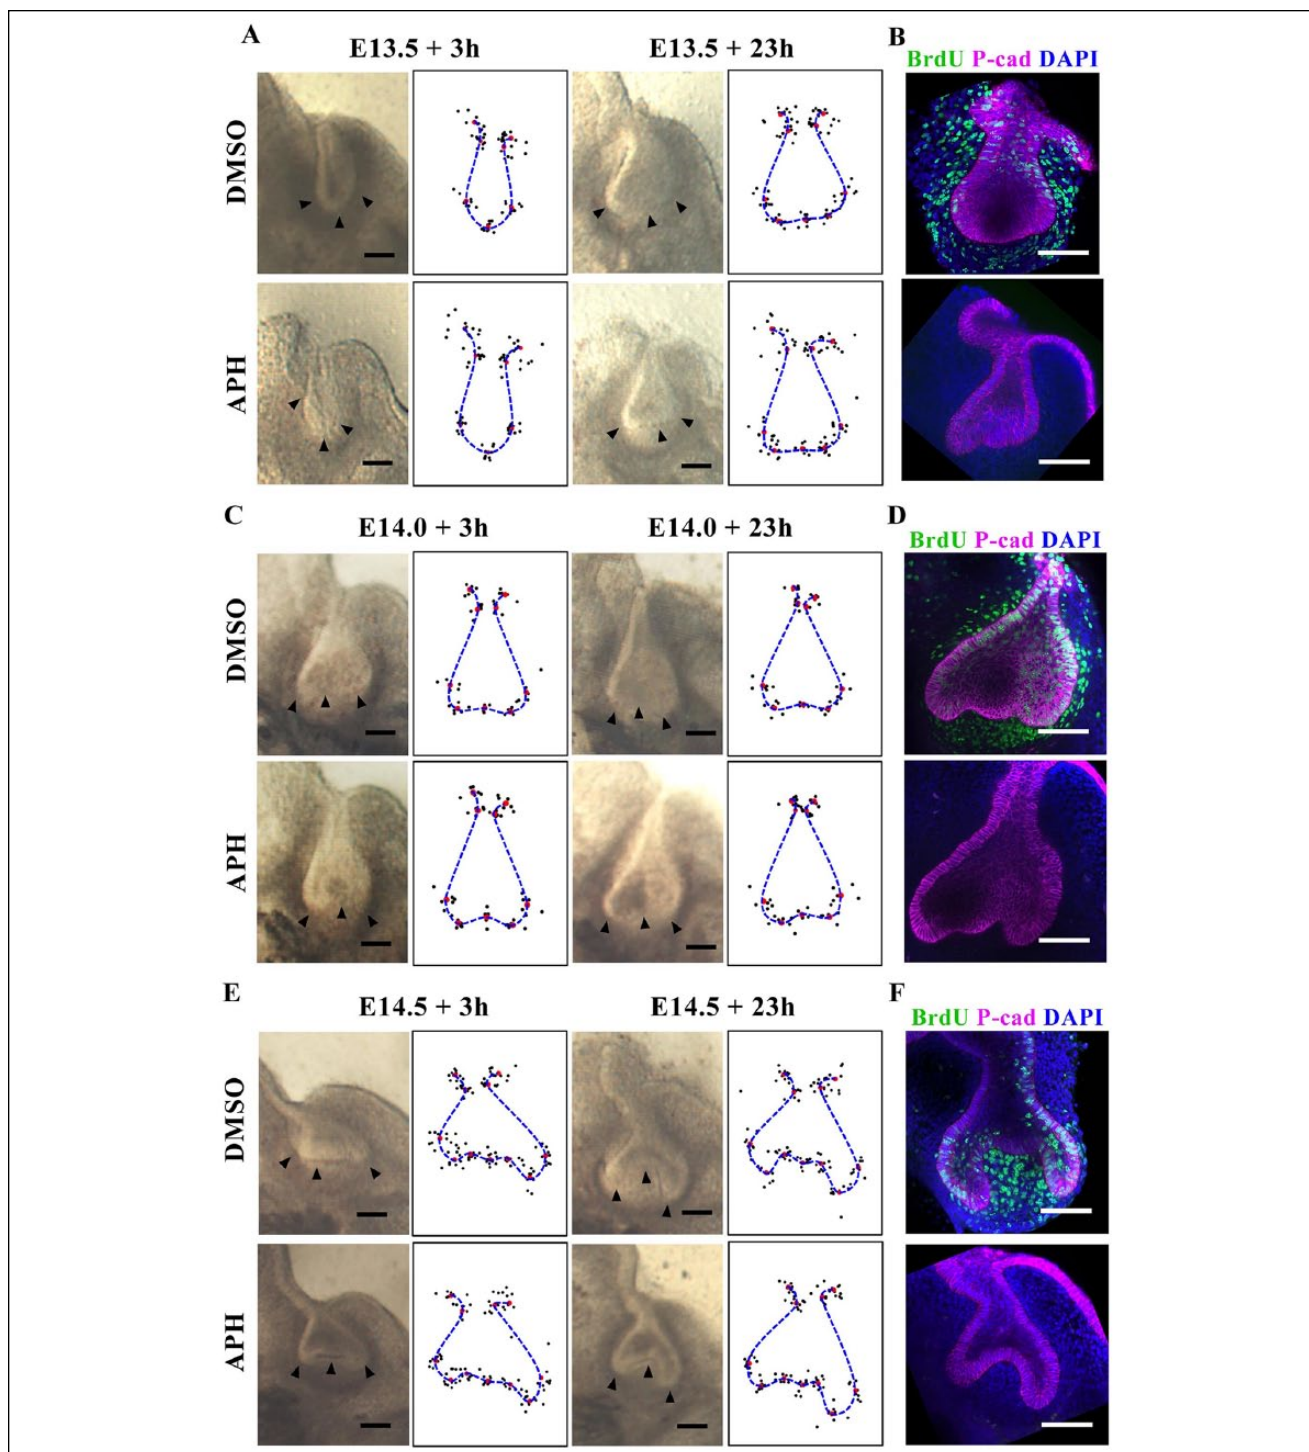 A
E13.5 + 3h
E13.5 + 23h
B
BrdU P-cad DAPI
DMSO
APH
C
E14.0 + 3h
E14.0 + 23h
D
BrdU P-cad DAPI
DMSO
APH
E
E14.5 + 3h
E14.5 + 23h
F
BrdU P-cad DAPI
DMSO
APH